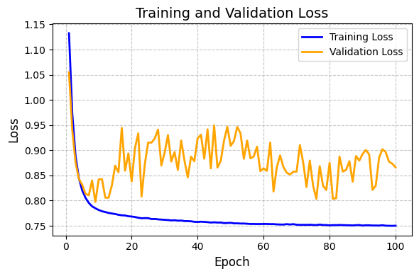 Training and Validation Loss
Training Loss
Validation Loss
1.15
1.10
1.05
1.00
0.95
0.90
0.85
0.80
0.75
Loss
0 20 40 60 80 100
Epoch